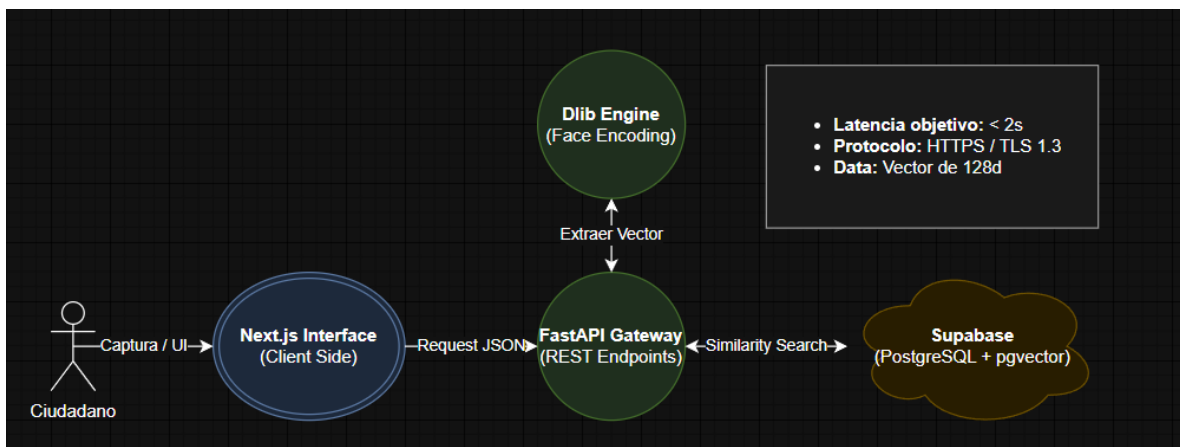 Dlib Engine
(Face Encoding)
• Latencia objetivo: < 2s
• Protocolo: HTTPS / TLS 1.3
• Data: Vector de 128d
Extraer Vector
Ciudadano
Captura / UI
Next.js Interface
(Client Side)
Request JSON
FastAPI Gateway
(REST Endpoints)
Similarity Search
Supabase
(PostgreSQL + pgvector)